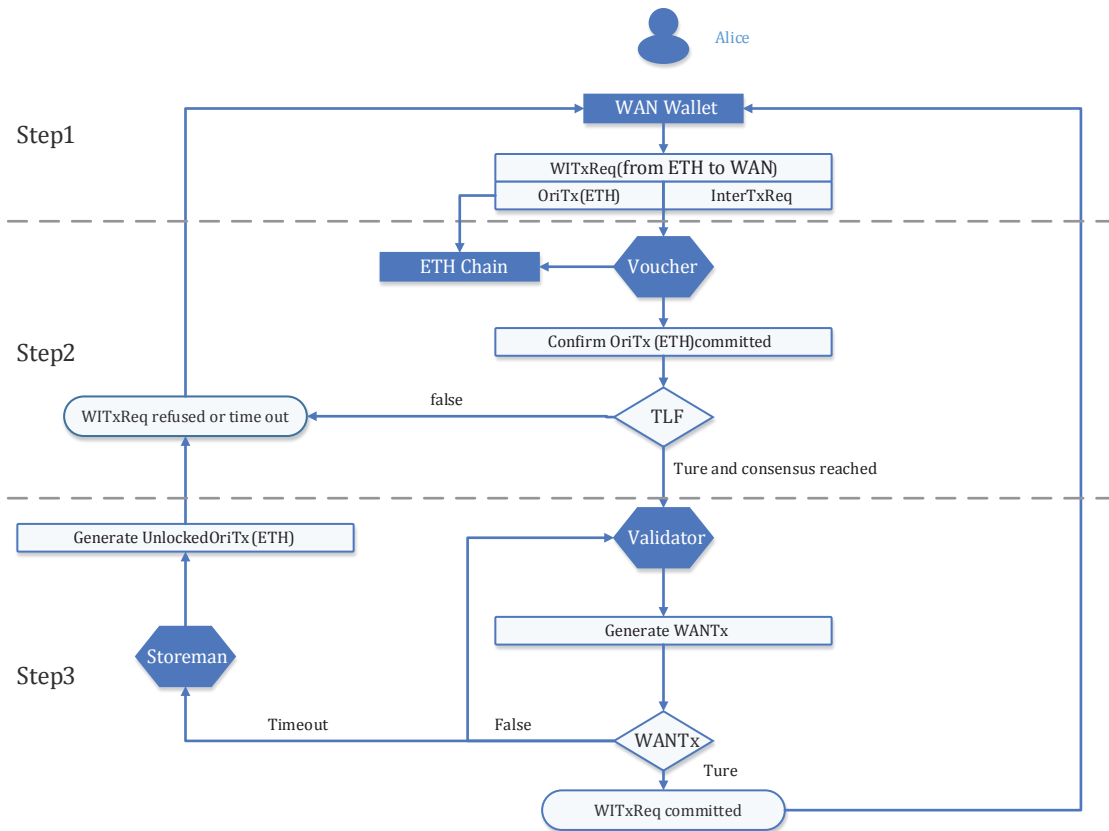 Alice
WAN Wallet
Step1
WITxReq(from ETH to WAN)
OriTx(ETH)
InterTxReq
ETH Chain
Voucher
Step2
Confirm OriTx (ETH)committed
false
WITxReq refused or time out
TLF
Ture and consensus reached
Generate UnlockedOriTx(ETH)
Validator
Generate WANTx
Storeman
Step3
Timeout
False
WANTx
Ture
WITxReq committed